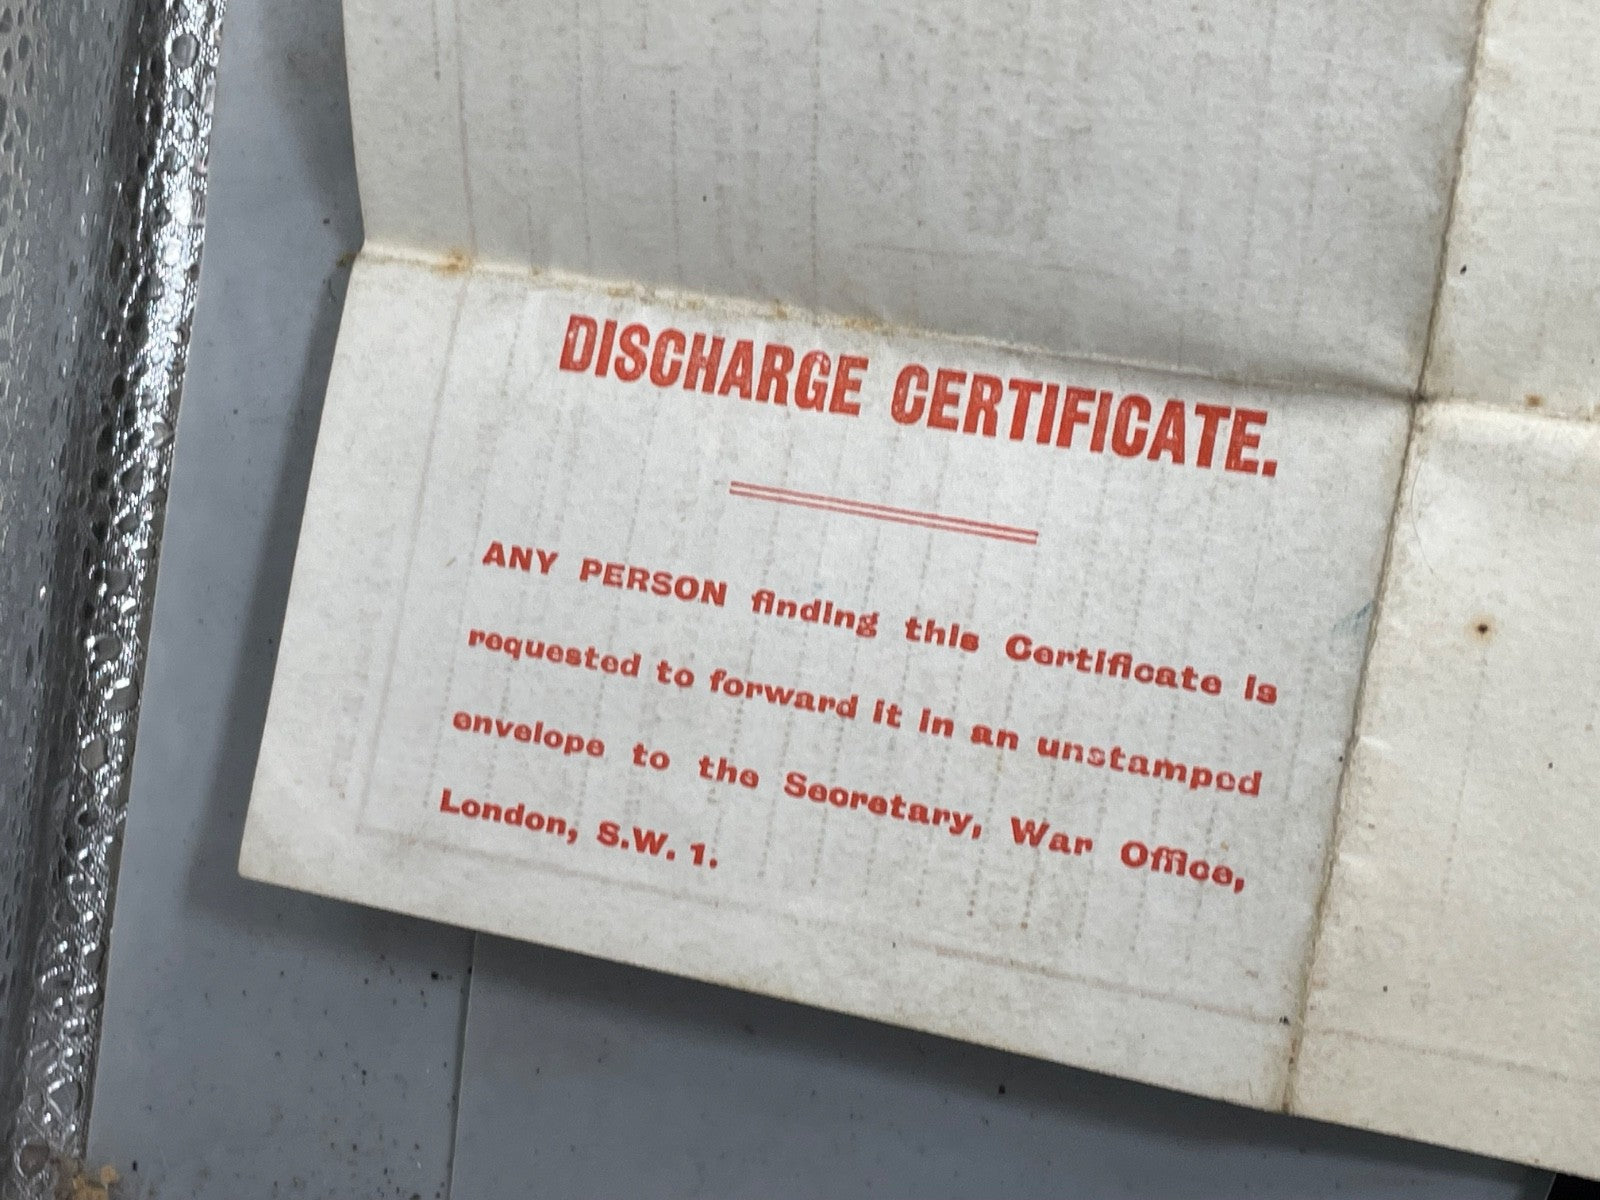 DISCHARGE CERTIFICATE.
ANY PERSON finding this Certificate is
requested to forward it in an unstamped
envelope to the Secretary, War Office,
London, S.W. 1.